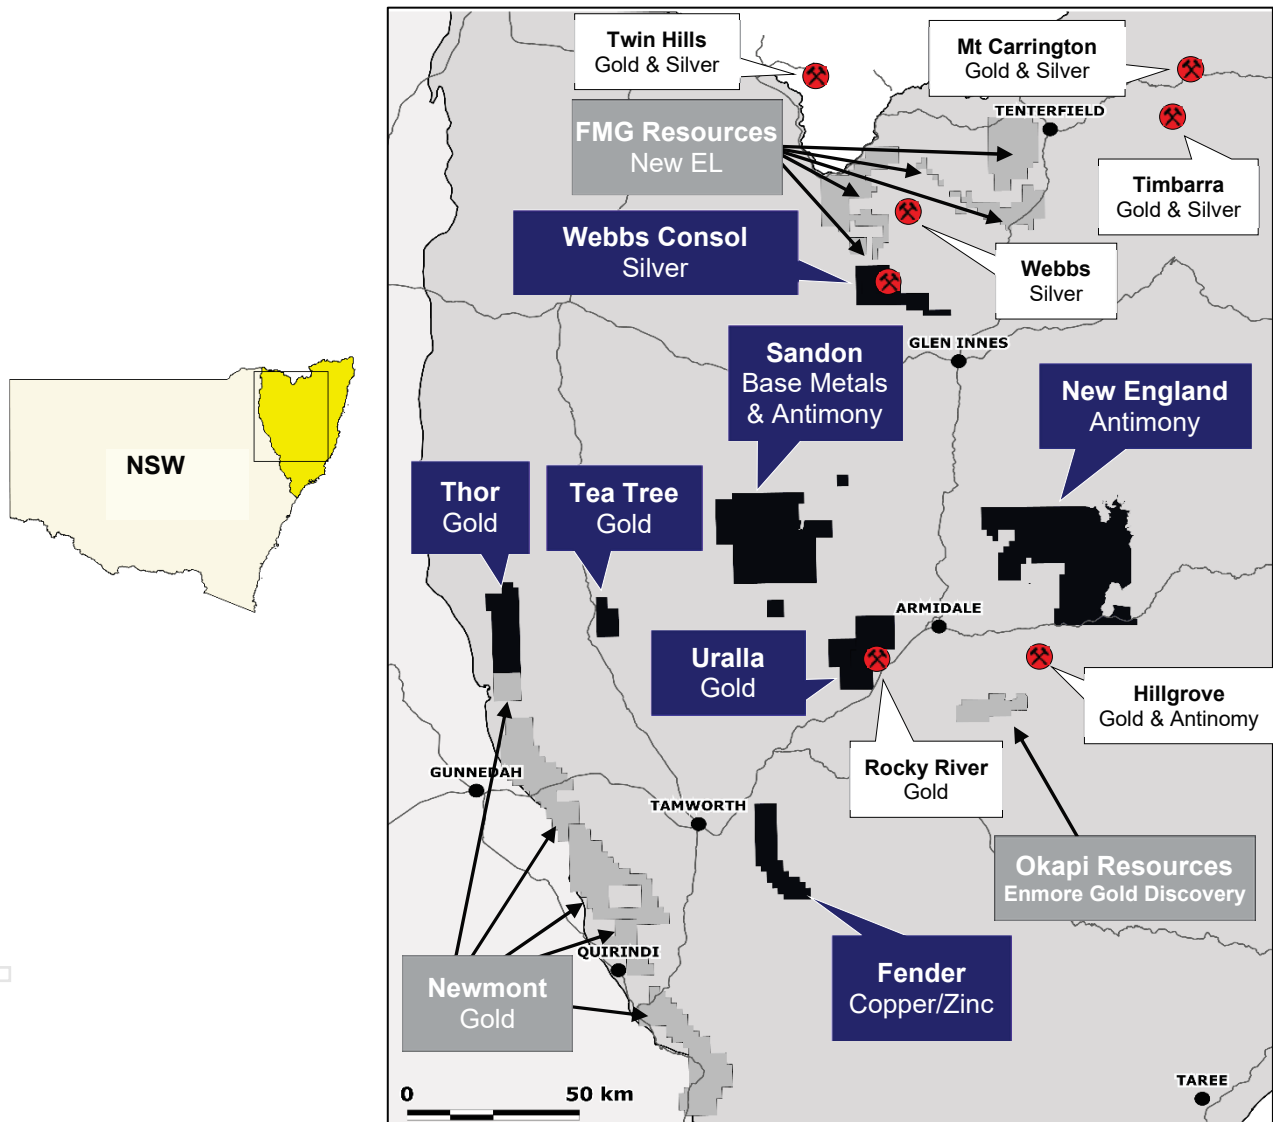 Twin Hills
Gold & Silver
Mt Carrington
Gold & Silver
TENTERFIELD
FMG Resources
New EL
Timbarra
Gold & Silver
Webbs Consol
Silver
Webbs
Silver
GLEN INNES
Sandon
Base Metals
& Antimony
New England
Antimony
NSW
Thor
Gold
Tea Tree
Gold
ARMIDALE
Uralla
Gold
Hillgrove
Gold & Antinomy
Rocky River
Gold
GUNNEDAH
TAMWORTH
Okapi Resources
Enmore Gold Discovery
QUIRINDI
Newmont
Gold
Fender
Copper/Zinc
0 50 km
TAREE